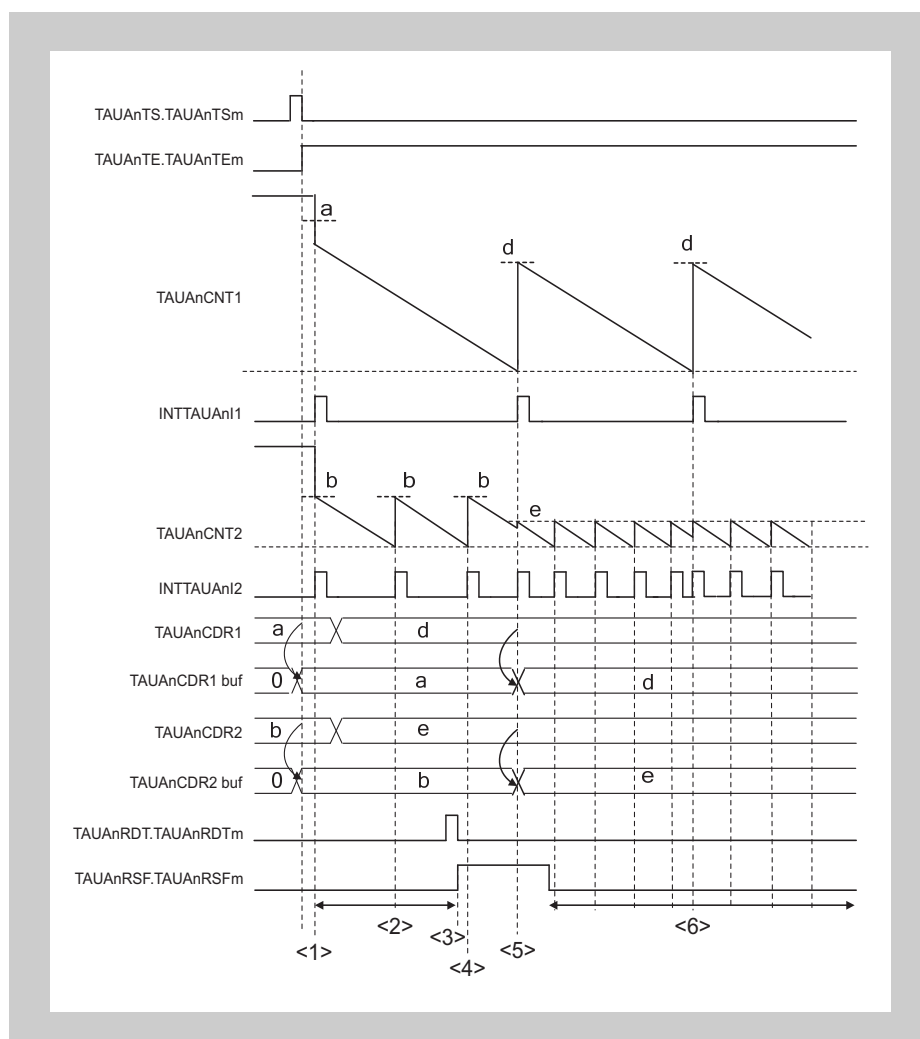 TAUAnTS.TAUAnTSm
TAUAnTE.TAUAnTEm
a
d
d
TAUAnCNT1
INTTAUAnI1
b
b
b
e
TAUAnCNT2
INTTAUAnI2
TAUAnCDR1
a
d
TAUAnCDR1 buf
0
a
d
TAUAnCDR2
b
e
TAUAnCDR2 buf
0
b
e
TAUAnRDT.TAUAnRDTm
TAUAnRSF.TAUAnRSFm
<1>
<2>
<3>
<4>
<5>
<6>